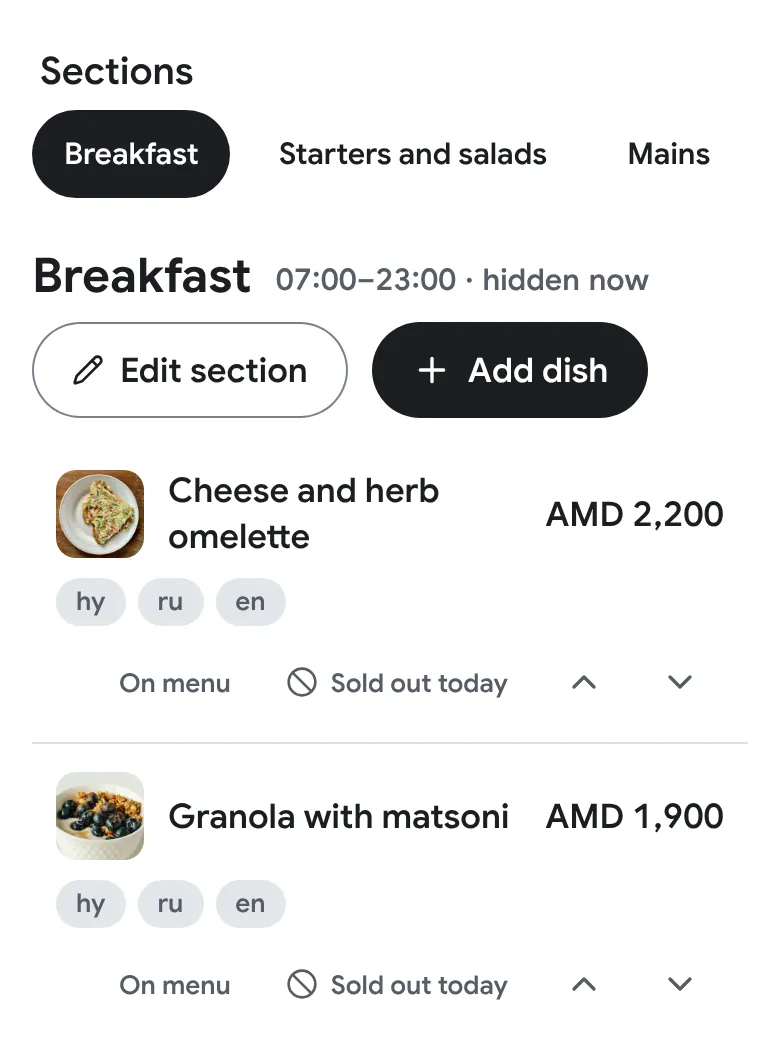 Sections
Breakfast Starters and salads Mains
Breakfast 07:00–23:00 · hidden now
Edit section Add dish
Cheese and herb
omelette
AMD 2,200
hy ru en
On menu Sold out today
Granola with matsoni AMD 1,900
hy ru en
On menu Sold out today